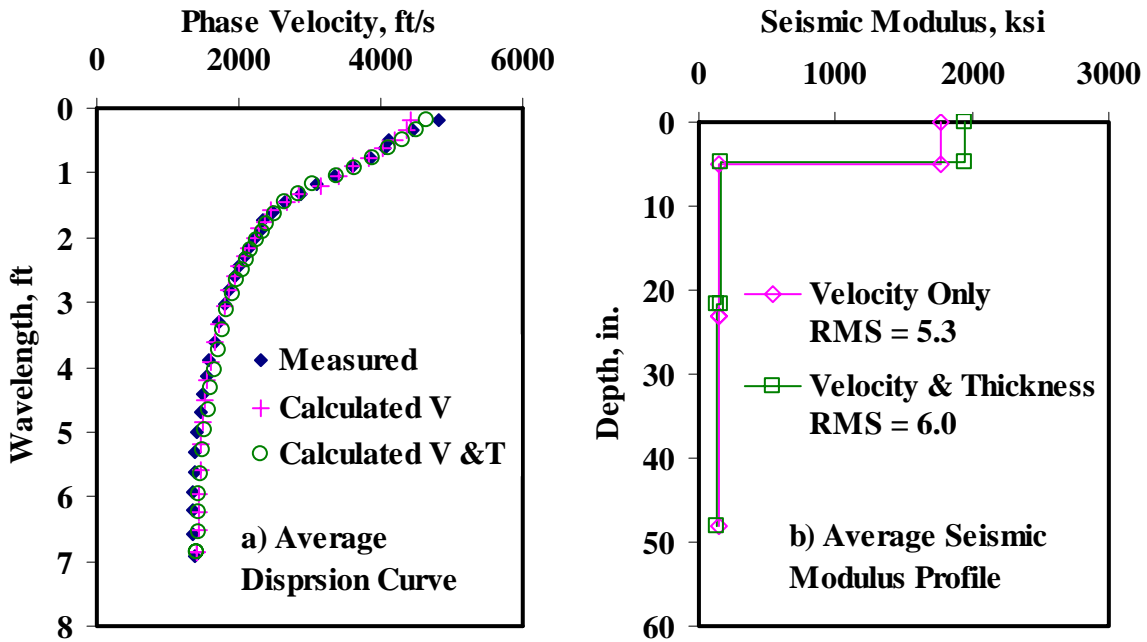 Phase Velocity, ft/s
0 2000 4000 6000
0
1
2
3
4
5
6
7
8
Wavelength, ft
Measured
Calculated V
Calculated V &T
a) Average
Disprsion Curve
Seismic Modulus, ksi
0 1000 2000 3000
0
10
20
30
40
50
60
Depth, in.
Velocity Only
RMS = 5.3
Velocity & Thickness
RMS = 6.0
b) Average Seismic
Modulus Profile